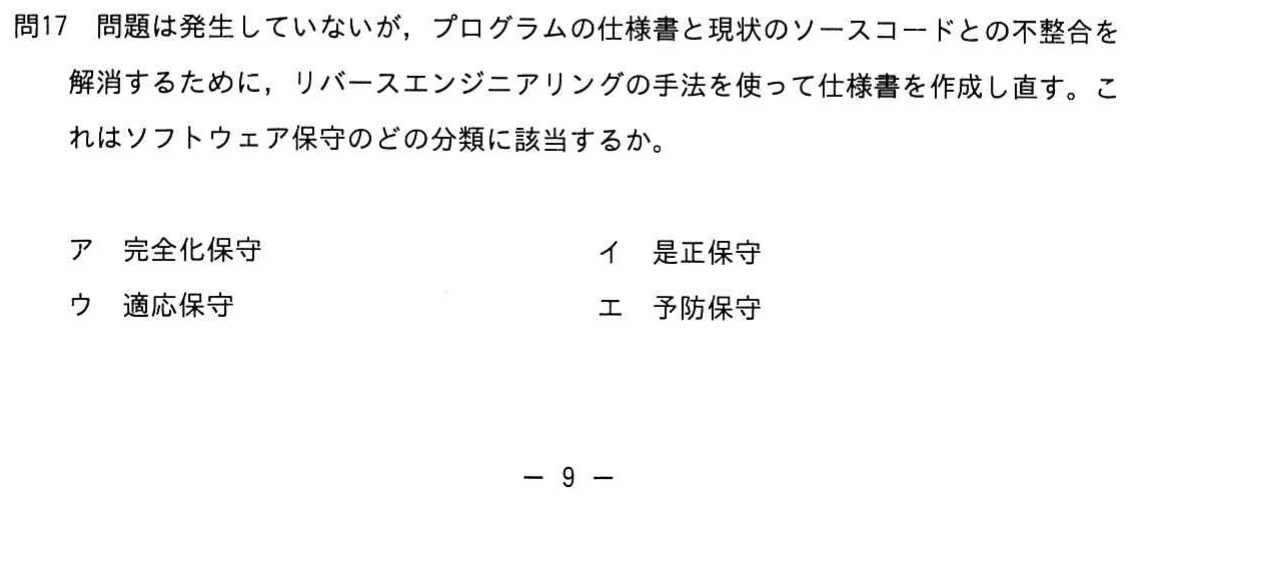 問17　問題は発生していないが，プログラムの仕様書と現状のソースコードとの不整合を
解消するために，リバースエンジニアリングの手法を使って仕様書を作成し直す。こ
れはソフトウェア保守のどの分類に該当するか。
ア　完全化保守　イ　是正保守
ウ　適応保守　エ　予防保守
－ 9 －